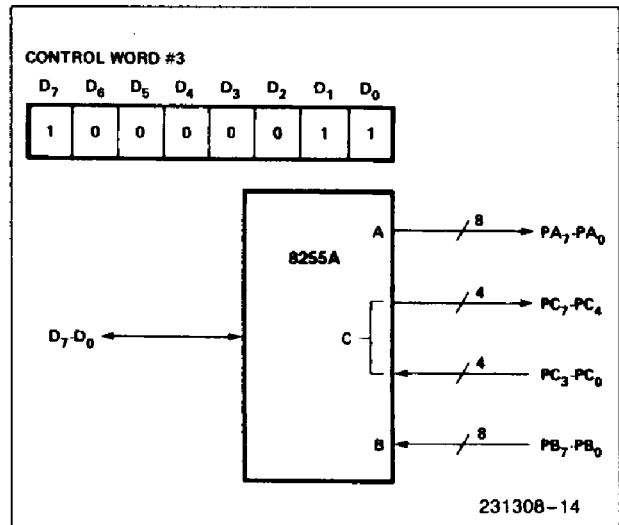 CONTROL WORD #3
D7 D6 D5 D4 D3 D2 D1 D0
1 0 0 0 0 0 1 1
A 8 PA7-PA0
8255A
4 PC7-PC4
D7-D0 C
4 PC3-PC0
B 8 PB7-PB0
231308-14